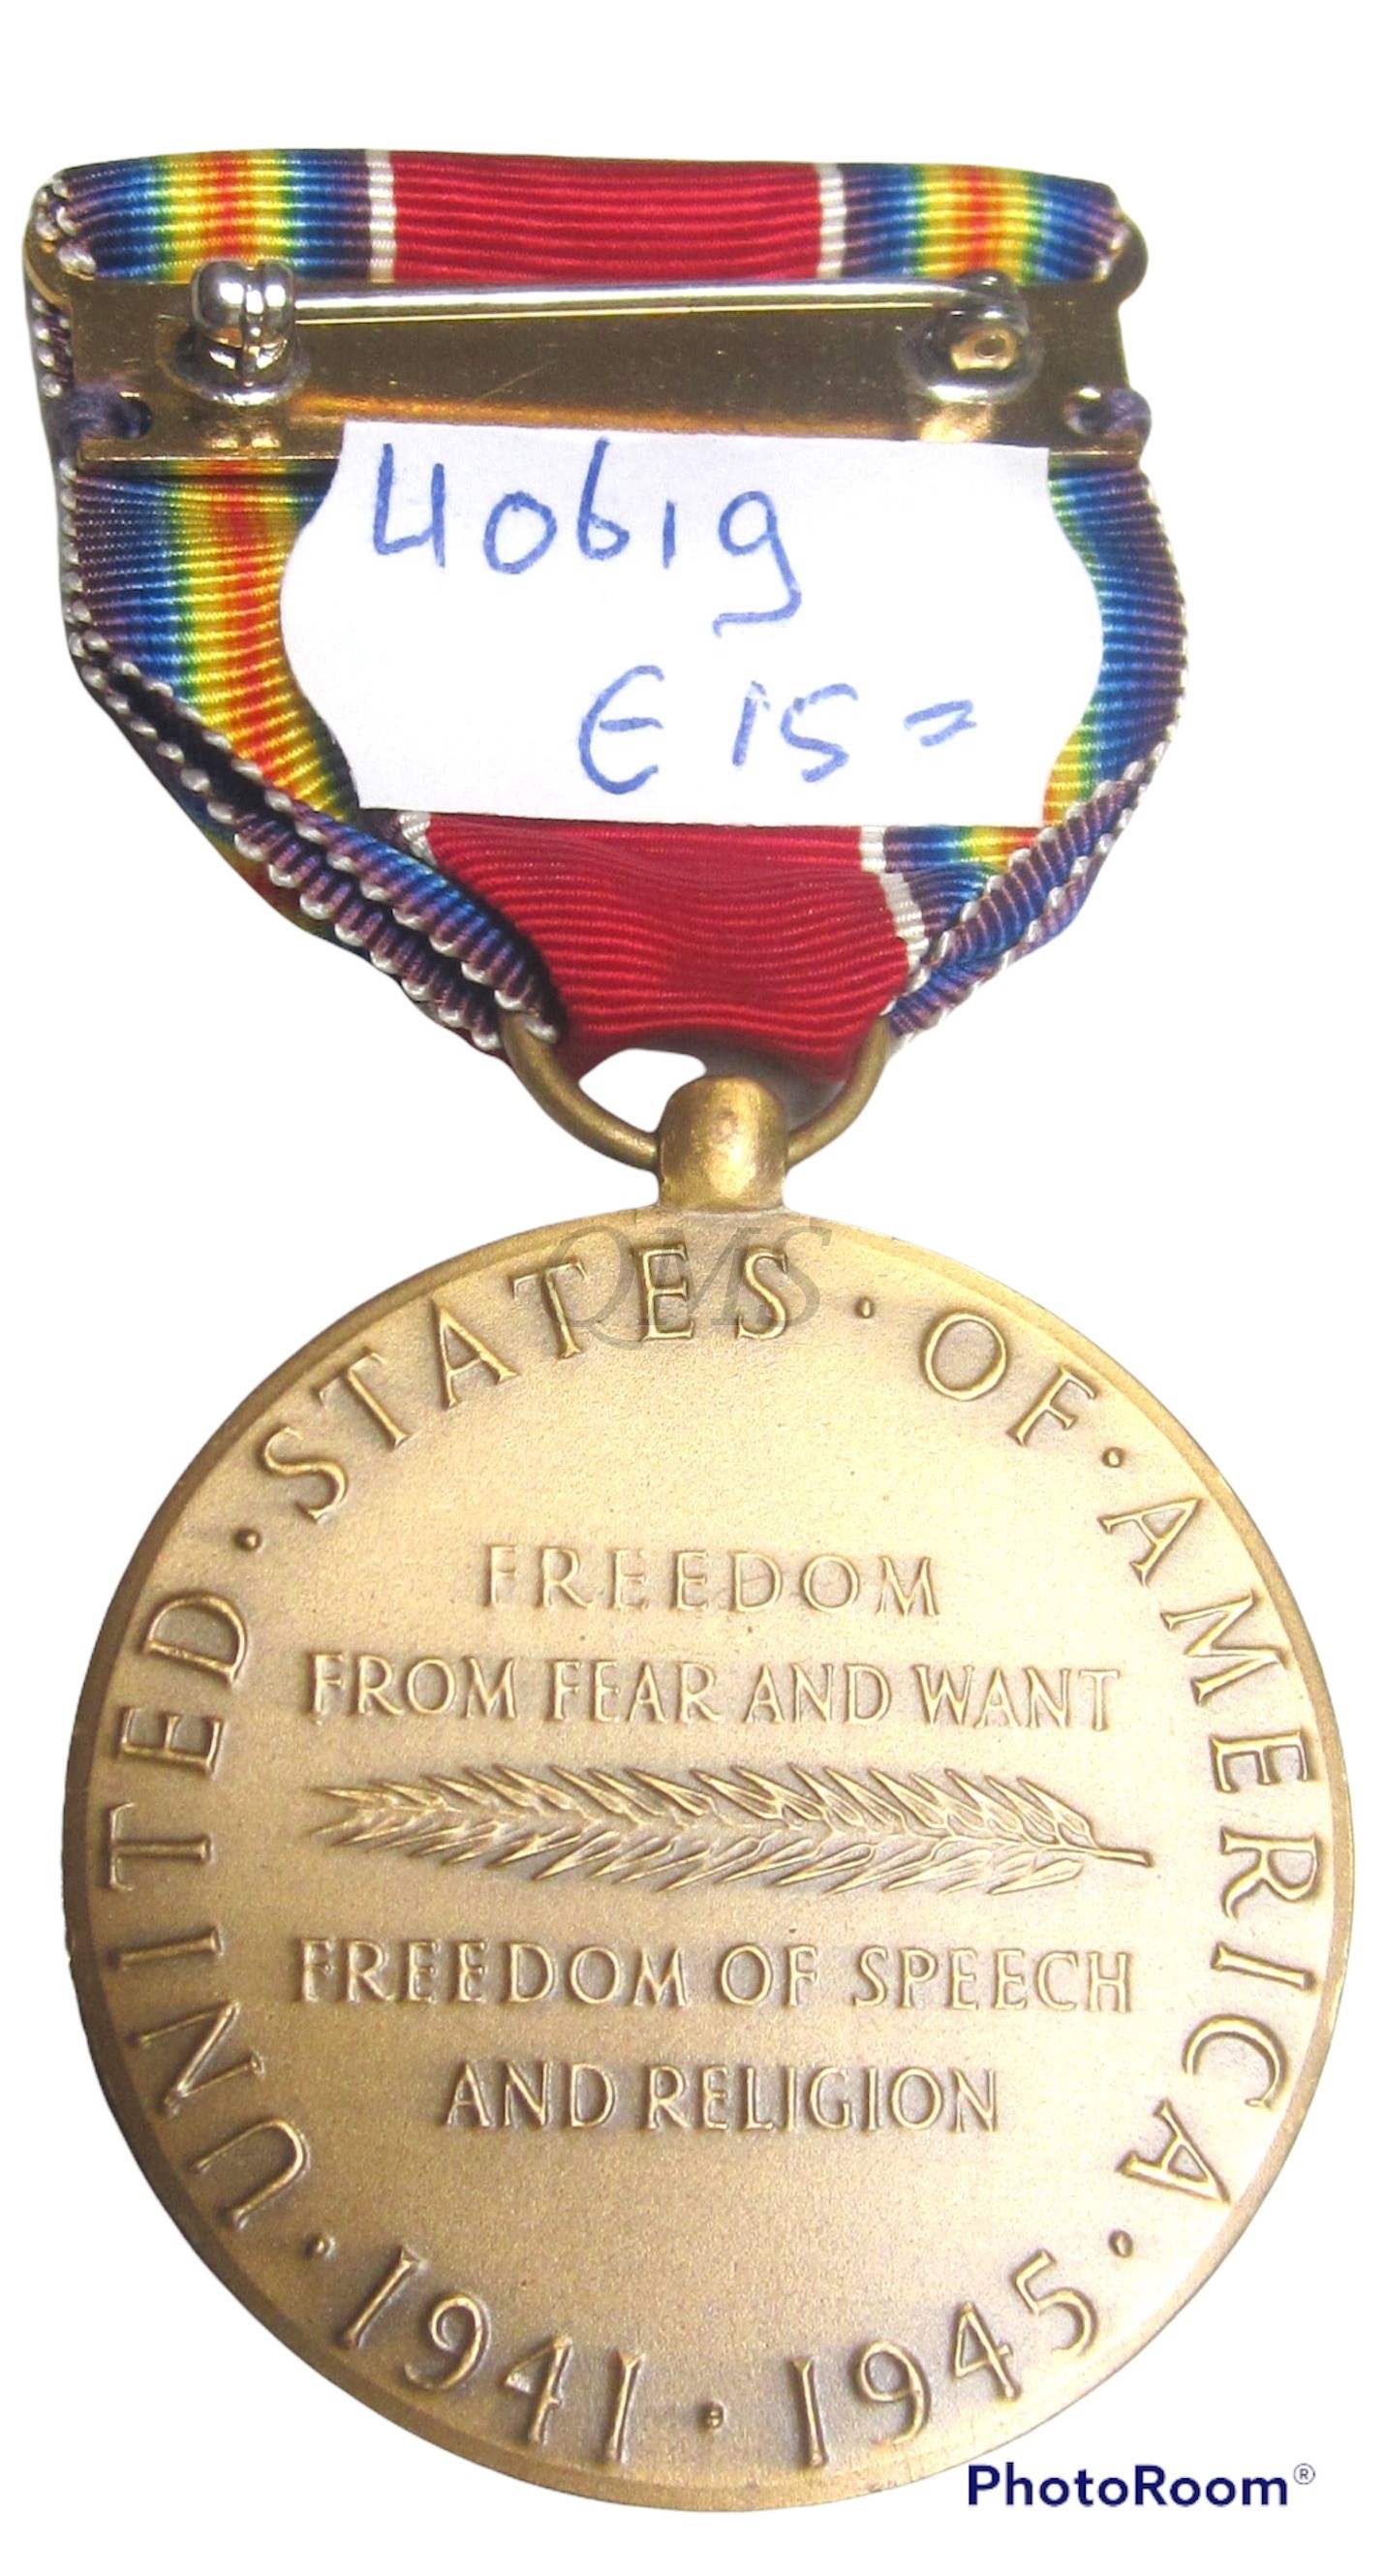 40619
€ 15 =
QMS
UNITED · STATES · OF · AMERICA ·
FREEDOM
FROM FEAR AND WANT
FREEDOM OF SPEECH
AND RELIGION
· 1941 · 1945
PhotoRoom®